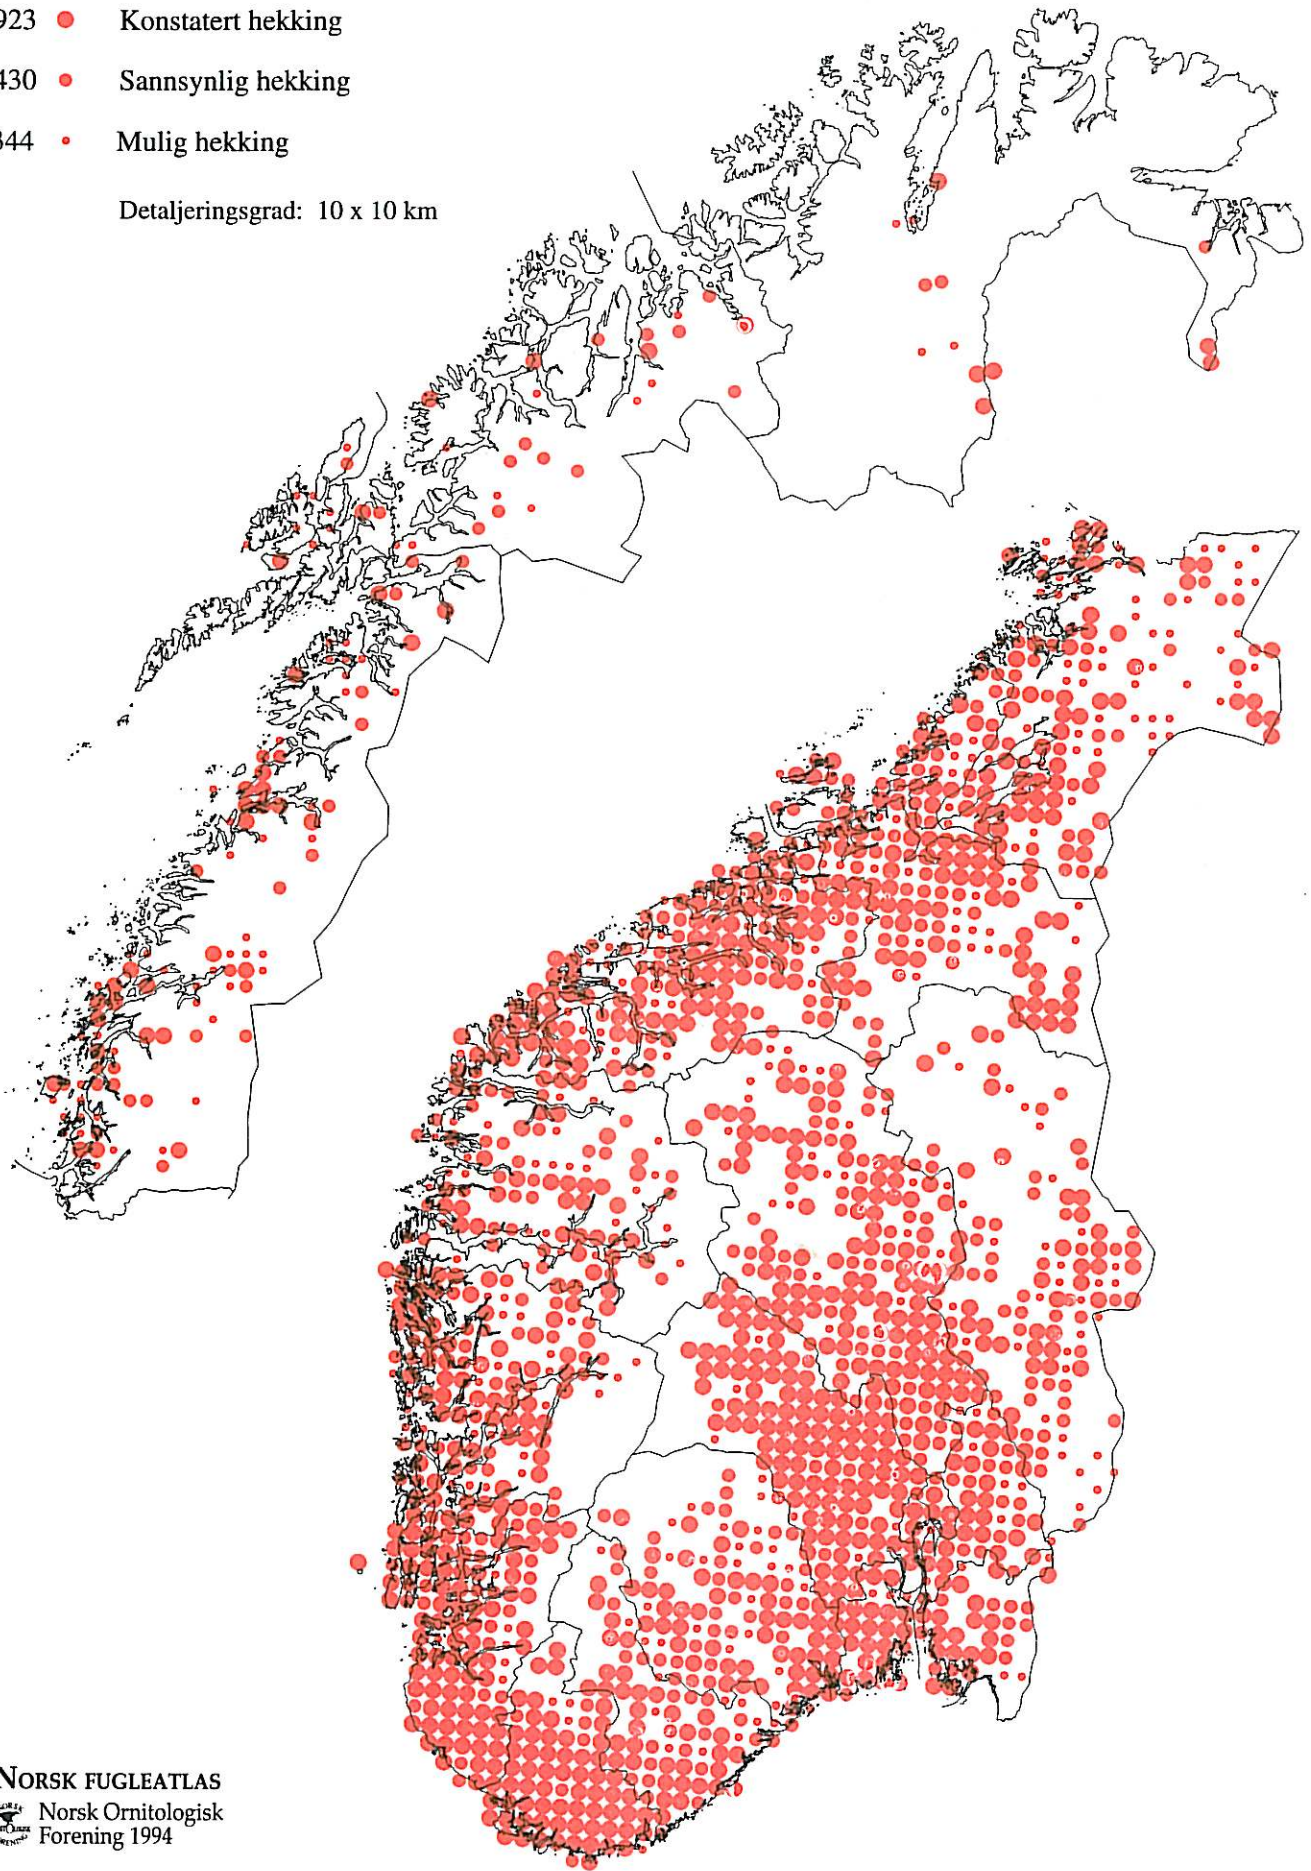 923 Konstatert hekking
430 Sannsynlig hekking
344 Mulig hekking
Detaljeringsgrad: 10 x 10 km
NORSK FUGLEATLAS
Norsk Ornitologisk
Forening 1994